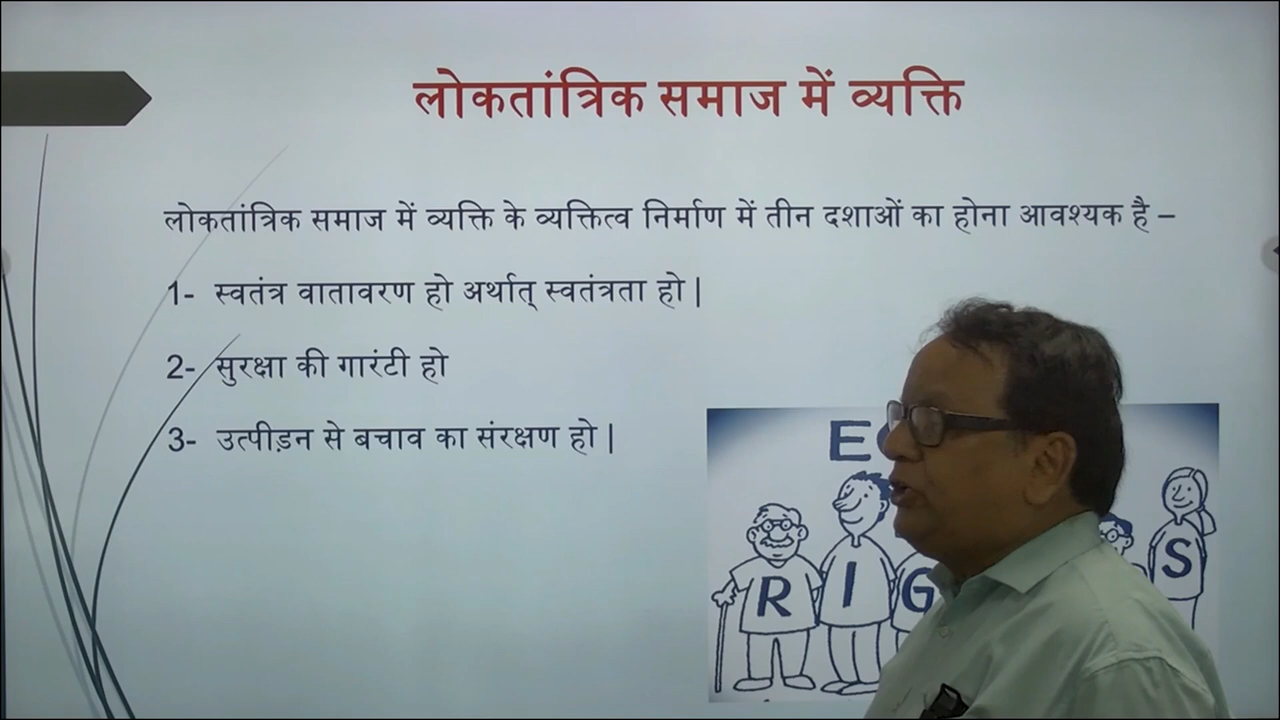 लोकतांत्रिक समाज में व्यक्ति
लोकतांत्रिक समाज में व्यक्ति के व्यक्तित्व निर्माण में तीन दशाओं का होना आवश्यक है –
1- स्वतंत्र वातावरण हो अर्थात् स्वतंत्रता हो |
2- सुरक्षा की गारंटी हो
3- उत्पीड़न से बचाव का संरक्षण हो |
R I G S